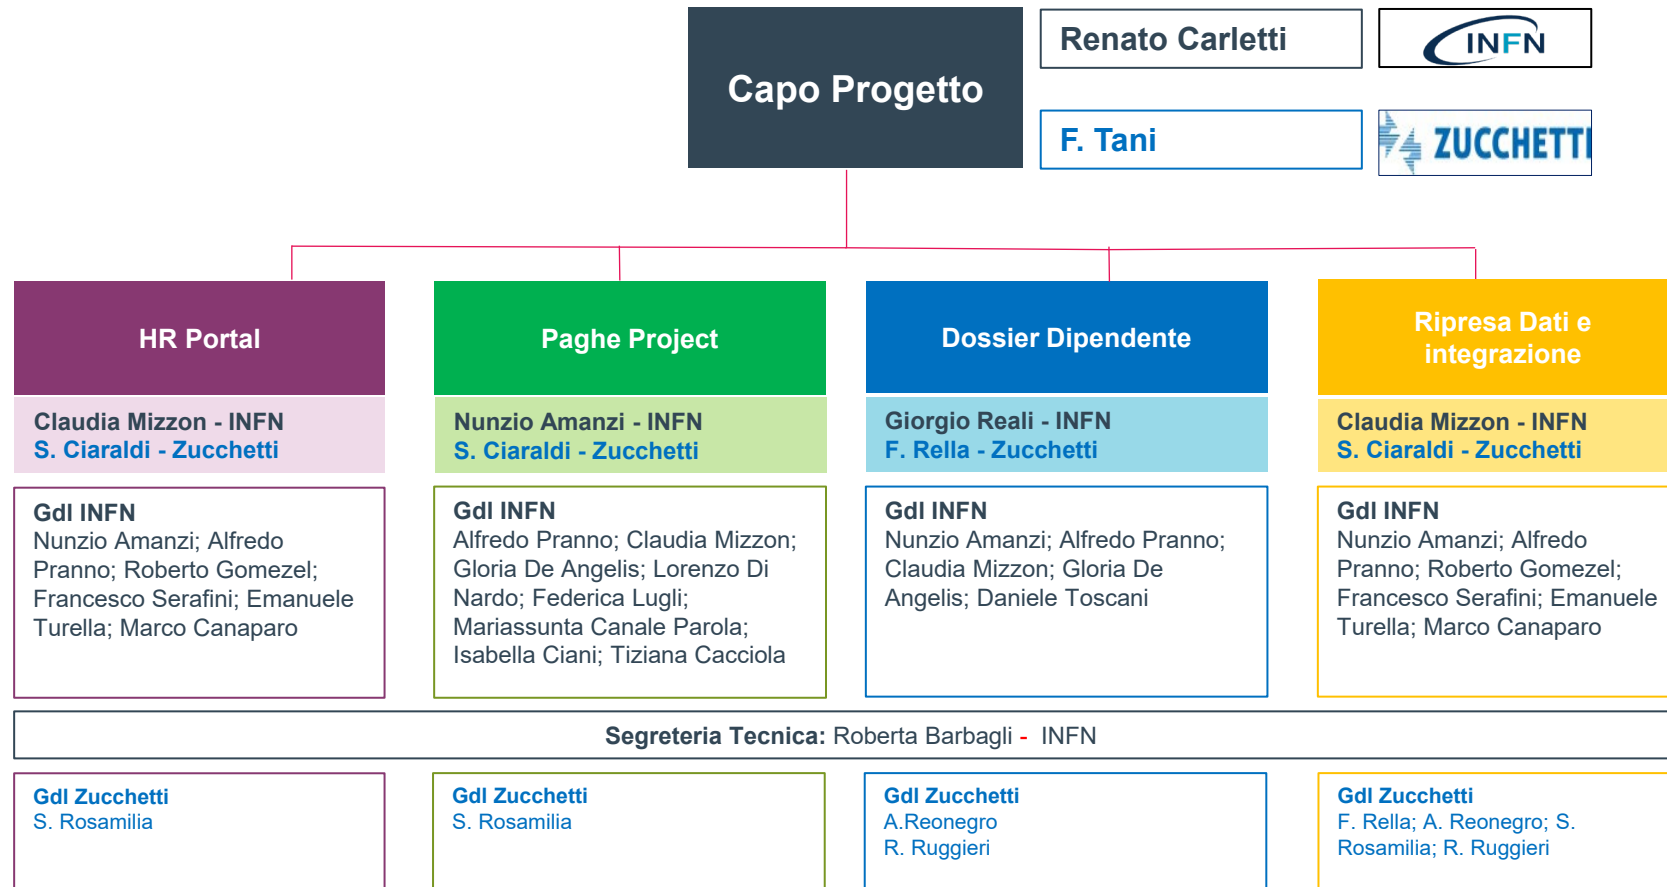 Capo Progetto
Renato Carletti
INFN
F. Tani
ZUCCHETTI
HR Portal
Claudia Mizzon - INFN
S. Ciaraldi - Zucchetti
GdI INFN
Nunzio Amanzi; Alfredo
Pranno; Roberto Gomezel;
Francesco Serafini; Emanuele
Turella; Marco Canaparo
Paghe Project
Nunzio Amanzi - INFN
S. Ciaraldi - Zucchetti
GdI INFN
Alfredo Pranno; Claudia Mizzon;
Gloria De Angelis; Lorenzo Di
Nardo; Federica Lugli;
Mariassunta Canale Parola;
Isabella Ciani; Tiziana Cacciola
Dossier Dipendente
Giorgio Reali - INFN
F. Rella - Zucchetti
GdI INFN
Nunzio Amanzi; Alfredo Pranno;
Claudia Mizzon; Gloria De
Angelis; Daniele Toscani
Ripresa Dati e
integrazione
Claudia Mizzon - INFN
S. Ciaraldi - Zucchetti
GdI INFN
Nunzio Amanzi; Alfredo
Pranno; Roberto Gomezel;
Francesco Serafini; Emanuele
Turella; Marco Canaparo
Segreteria Tecnica: Roberta Barbagli - INFN
GdI Zucchetti
S. Rosamilia
GdI Zucchetti
S. Rosamilia
GdI Zucchetti
A.Reonegro
R. Ruggieri
GdI Zucchetti
F. Rella; A. Reonegro; S.
Rosamilia; R. Ruggieri